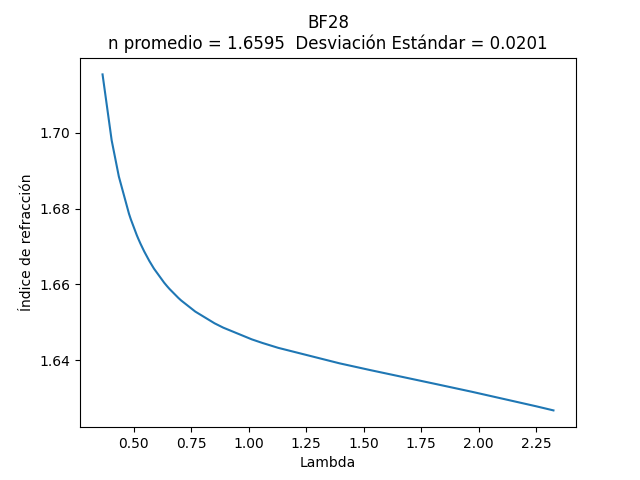 BF28
n promedio = 1.6595  Desviación Estándar = 0.0201
1.70
1.68
1.66
1.64
Índice de refracción
0.50 0.75 1.00 1.25 1.50 1.75 2.00 2.25
Lambda